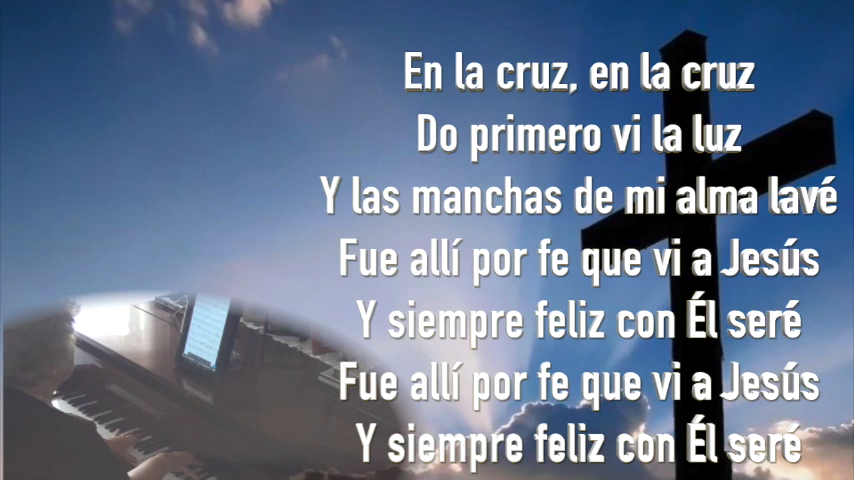 En la cruz, en la cruz
Do primero vi la luz
Y las manchas de mi alma lavé
Fue allí por fe que vi a Jesús
Y siempre feliz con Él seré
Fue allí por fe que vi a Jesús
Y siempre feliz con Él seré